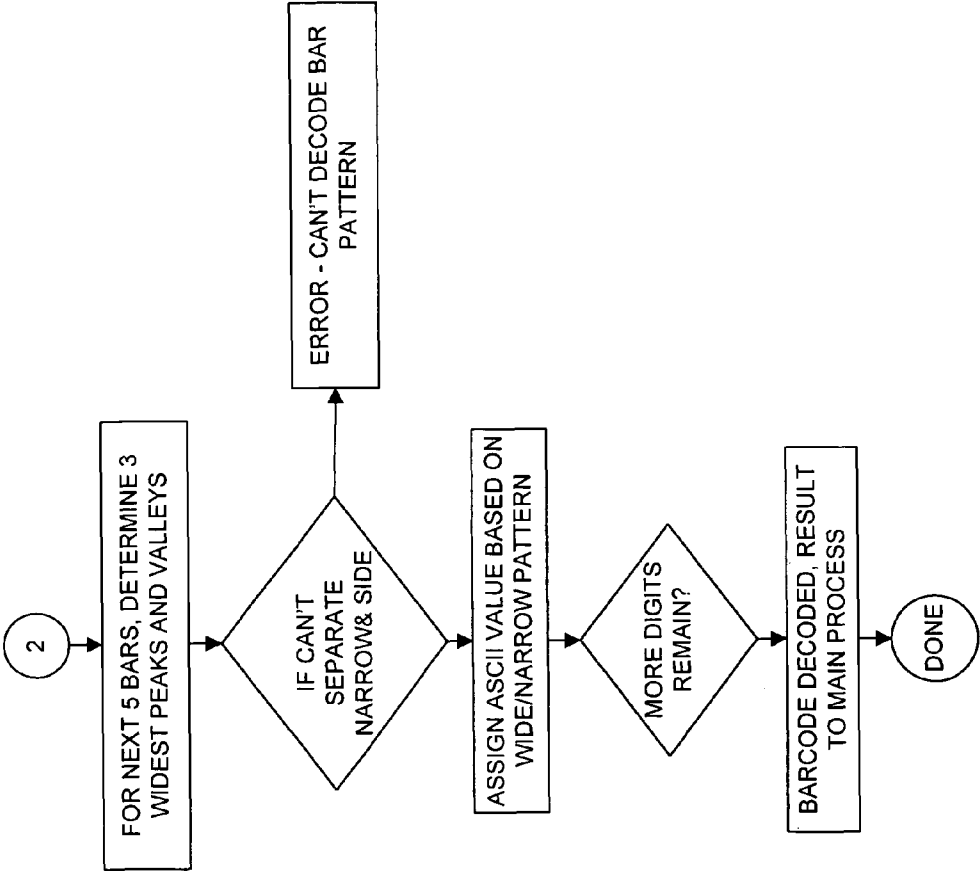 2
FOR NEXT 5 BARS, DETERMINE 3
WIDEST PEAKS AND VALLEYS
IF CAN'T
SEPARATE
NARROW& SIDE
ERROR - CAN'T DECODE BAR
PATTERN
ASSIGN ASCII VALUE BASED ON
WIDE/NARROW PATTERN
MORE DIGITS
REMAIN?
BARCODE DECODED, RESULT
TO MAIN PROCESS
DONE